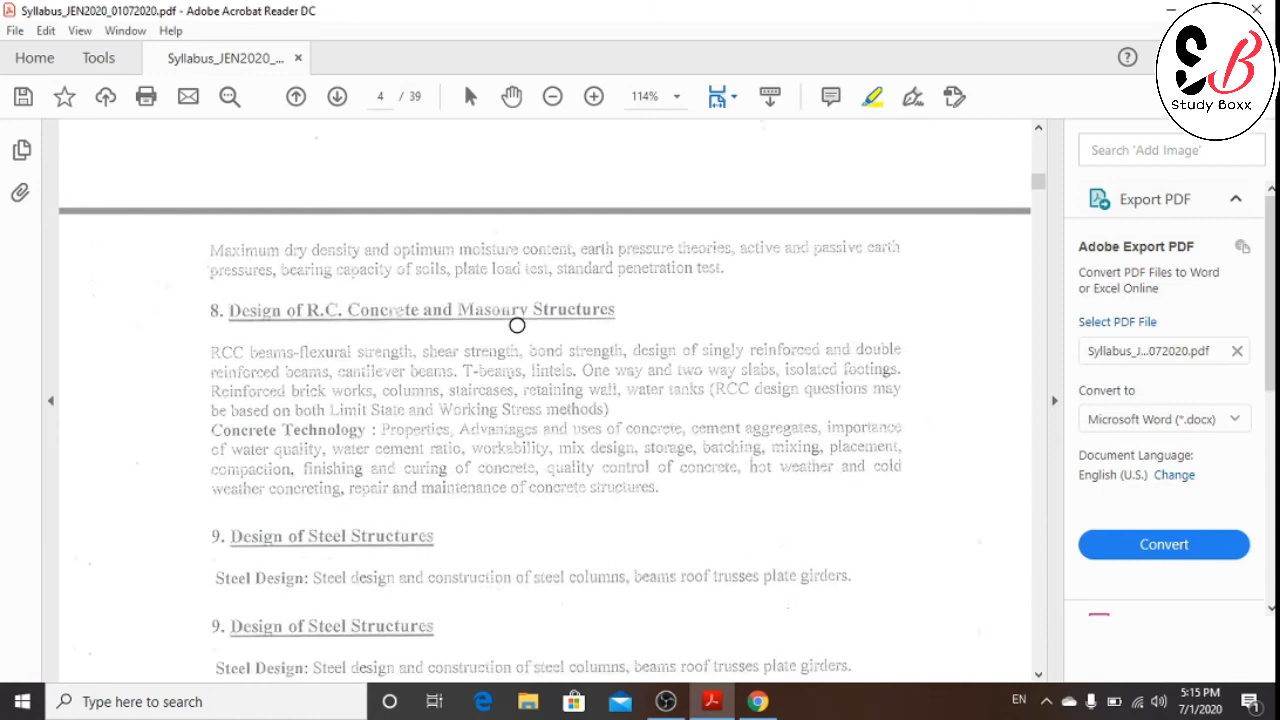 Syllabus_JEN2020_01072020.pdf - Adobe Acrobat Reader DC
File Edit View Window Help
Home Tools Syllabus_JEN2020_...
4 / 39 114%
SB
Study Boxx
Search 'Add Image'
Export PDF
Adobe Export PDF
Convert PDF Files to Word
or Excel Online
Select PDF File
Syllabus_J...072020.pdf
Convert to
Microsoft Word (*.docx)
Document Language:
English (U.S.) Change
Convert
Maximum dry density and optimum moisture content, earth pressure theories, active and passive earth
pressures, bearing capacity of soils, plate load test, standard penetration test.
8. Design of R.C. Concrete and Masonry Structures
RCC beams-flexural strength, shear strength, bond strength, design of singly reinforced and double
reinforced beams, cantilever beams. T-beams, lintels. One way and two way slabs, isolated footings.
Reinforced brick works, columns, staircases, retaining wall, water tanks (RCC design questions may
be based on both Limit State and Working Stress methods)
Concrete Technology : Properties, Advantages and uses of concrete, cement aggregates, importance
of water quality, water cement ratio, workability, mix design, storage, batching, mixing, placement,
compaction, finishing and curing of concrete, quality control of concrete, hot weather and cold
weather concreting, repair and maintenance of concrete structures.
9. Design of Steel Structures
Steel Design: Steel design and construction of steel columns, beams roof trusses plate girders.
9. Design of Steel Structures
Steel Design: Steel design and construction of steel columns, beams roof trusses plate girders.
Type here to search
EN
5:15 PM
7/1/2020
1